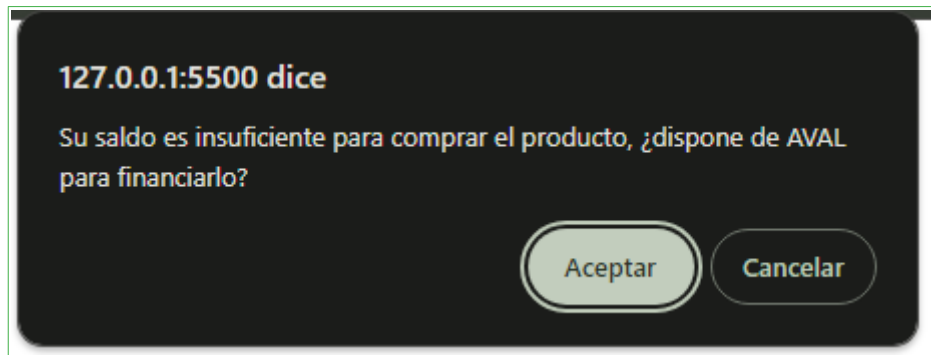 127.0.0.1:5500 dice
Su saldo es insuficiente para comprar el producto, ¿dispone de AVAL
para financiarlo?
Aceptar
Cancelar